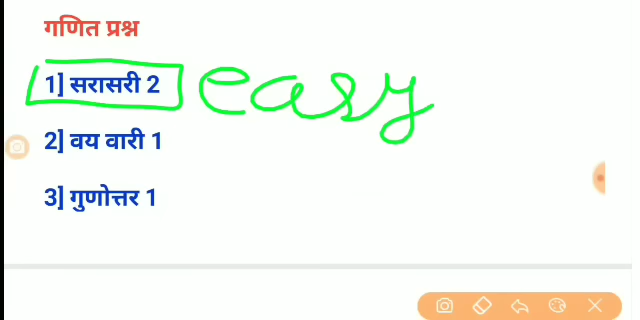 गणित प्रश्न
1] सरासरी 2 easy
2] वय वारी 1
3] गुणोत्तर 1